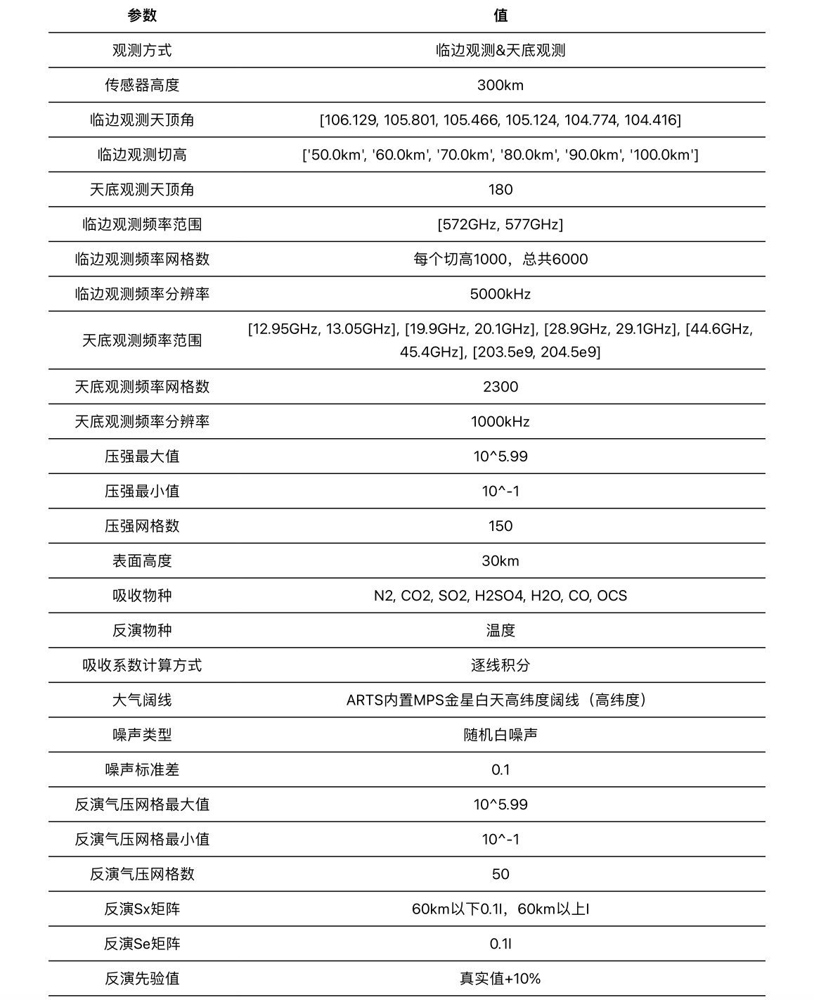 参数 值
观测方式 临边观测&天底观测
传感器高度 300km
临边观测天顶角 [106.129, 105.801, 105.466, 105.124, 104.774, 104.416]
临边观测切高 ['50.0km', '60.0km', '70.0km', '80.0km', '90.0km', '100.0km']
天底观测天顶角 180
临边观测频率范围 [572GHz, 577GHz]
临边观测频率网格数 每个切高1000，总共6000
临边观测频率分辨率 5000kHz
天底观测频率范围 [12.95GHz, 13.05GHz], [19.9GHz, 20.1GHz], [28.9GHz, 29.1GHz], [44.6GHz,
45.4GHz], [203.5e9, 204.5e9]
天底观测频率网格数 2300
天底观测频率分辨率 1000kHz
压强最大值 10^5.99
压强最小值 10^-1
压强网格数 150
表面高度 30km
吸收物种 N2, CO2, SO2, H2SO4, H2O, CO, OCS
反演物种 温度
吸收系数计算方式 逐线积分
大气阔线 ARTS内置MPS金星白天高纬度阔线（高纬度）
噪声类型 随机白噪声
噪声标准差 0.1
反演气压网格最大值 10^5.99
反演气压网格最小值 10^-1
反演气压网格数 50
反演Sx矩阵 60km以下0.1I，60km以上I
反演Se矩阵 0.1I
反演先验值 真实值+10%